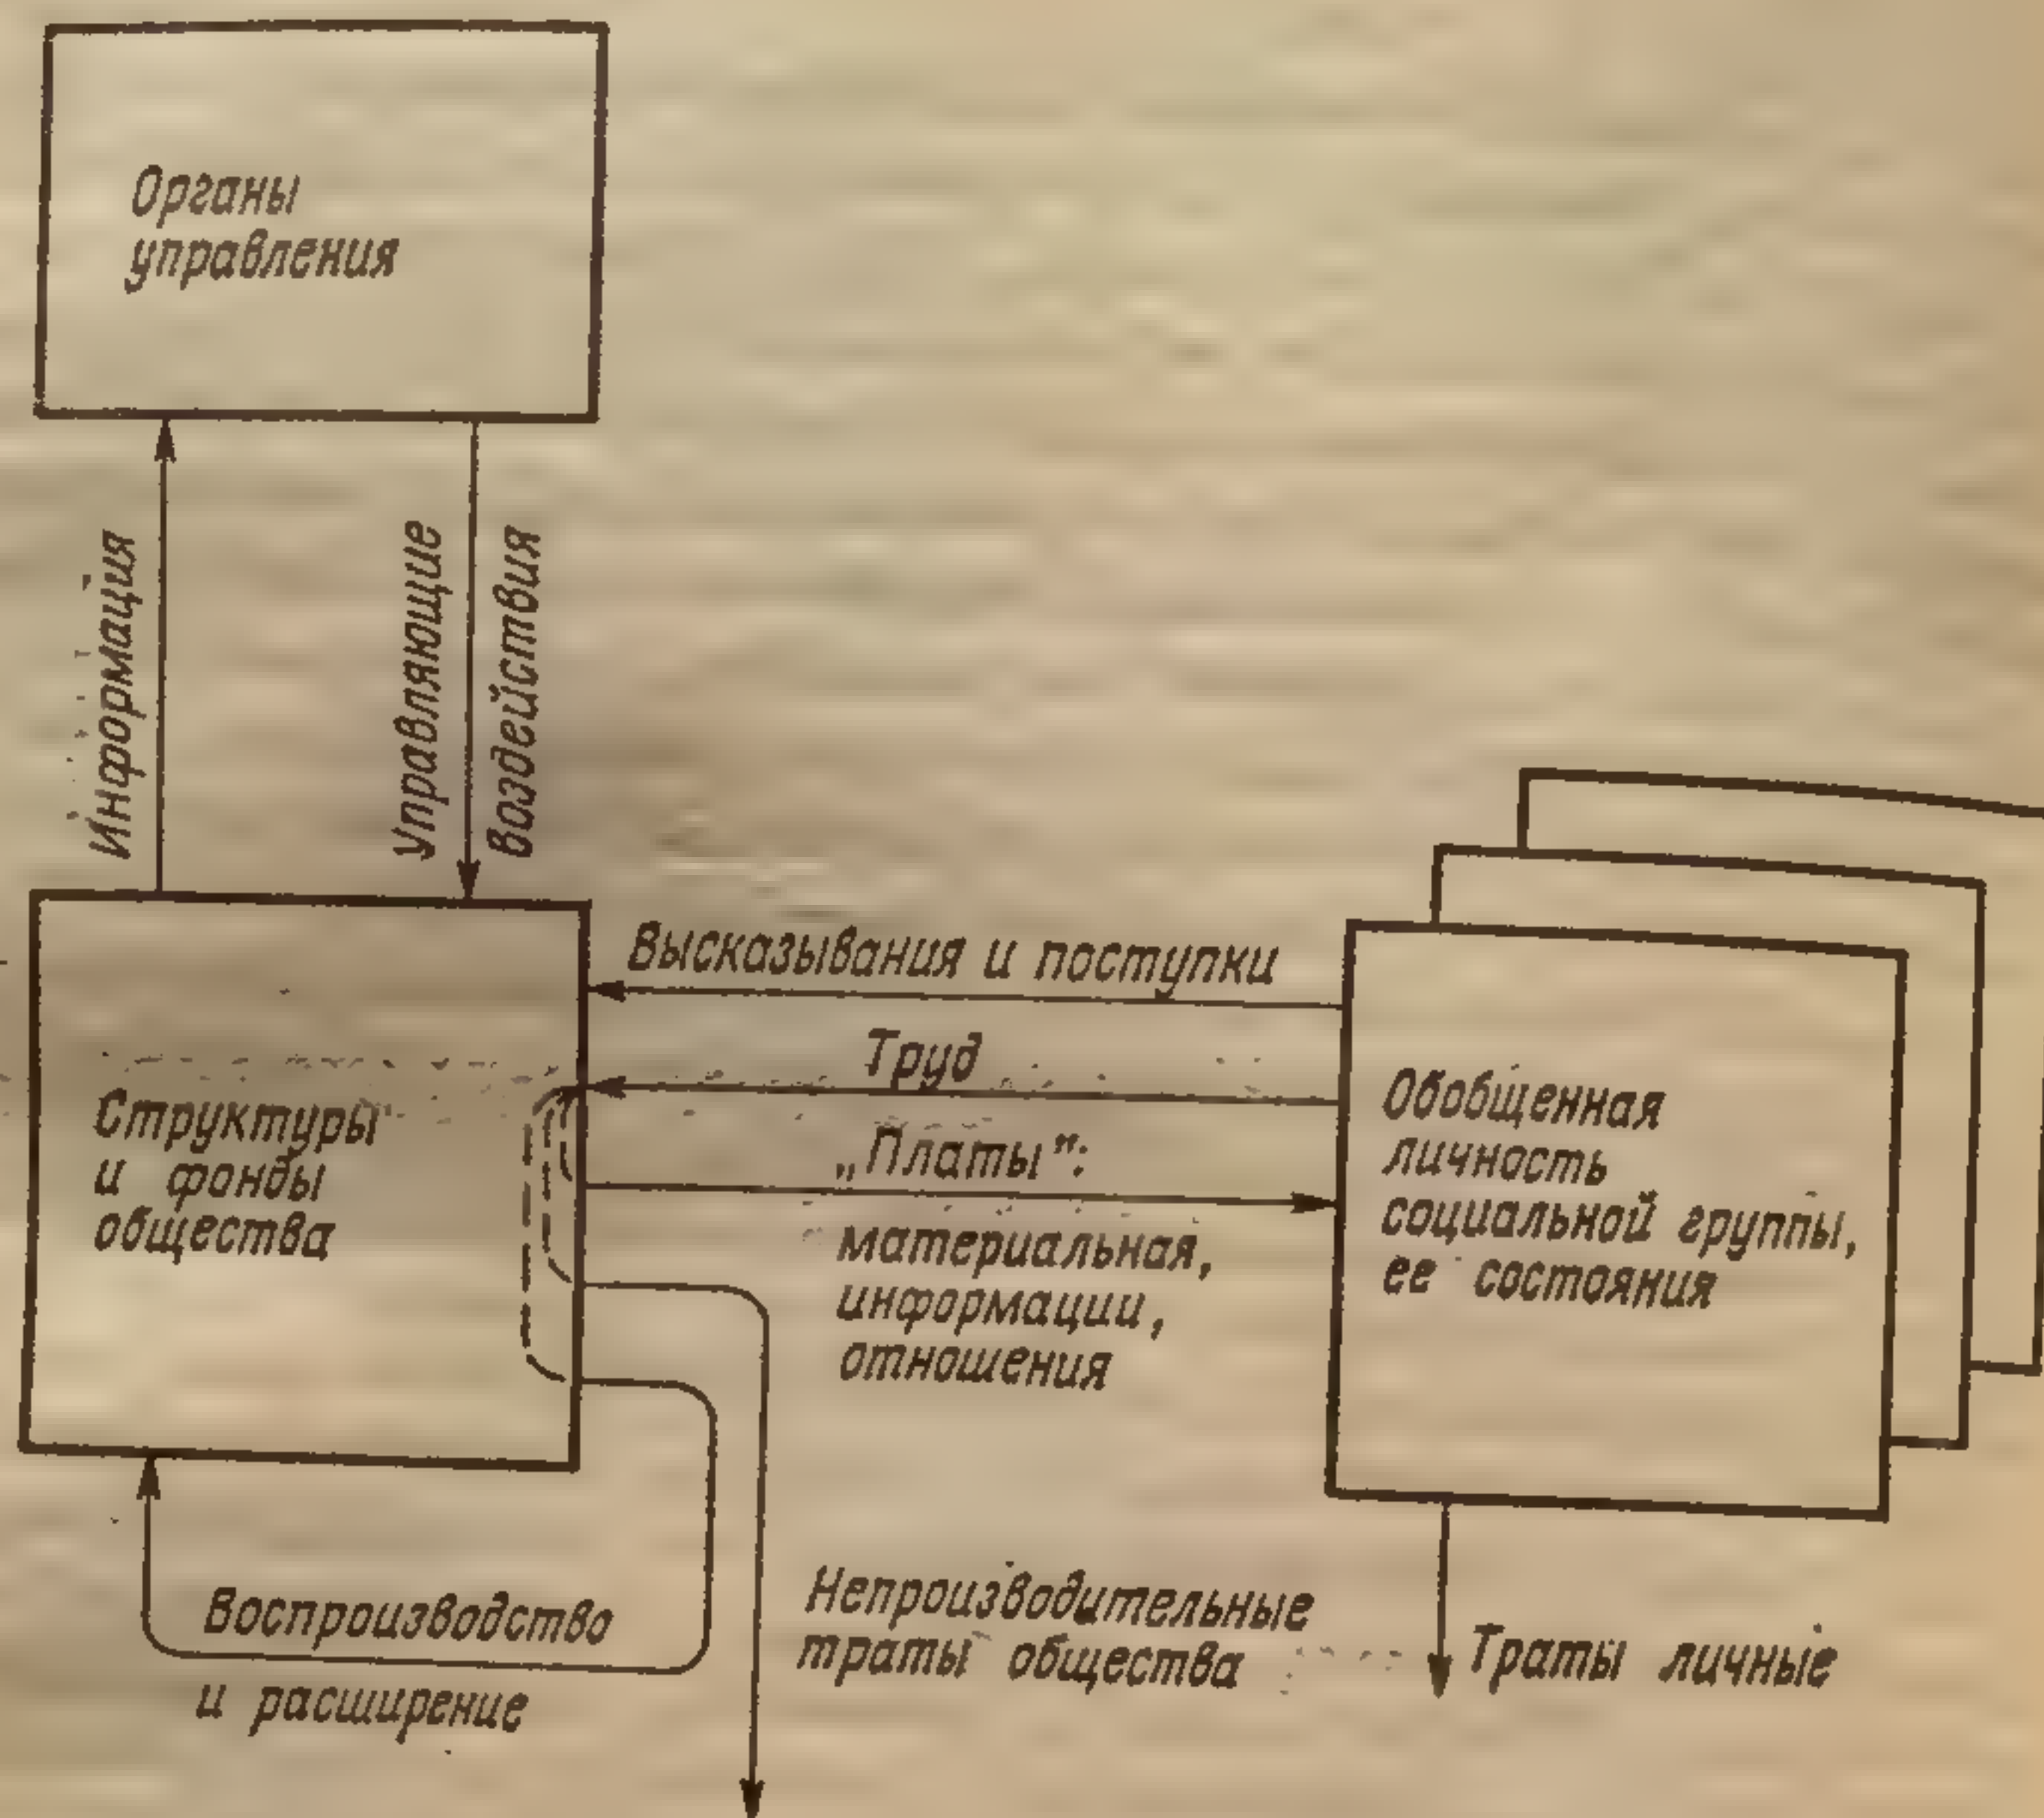 Органы
управления
Информация
Управляющие
воздействия
Высказывания и поступки
Труд
„Платы”:
материальная,
информации,
отношения
Структуры
и фонды
общества
Обобщенная
личность
социальной группы,
ее состояния
Воспроизводство
и расширение
Непроизводительные
траты общества
Траты личные